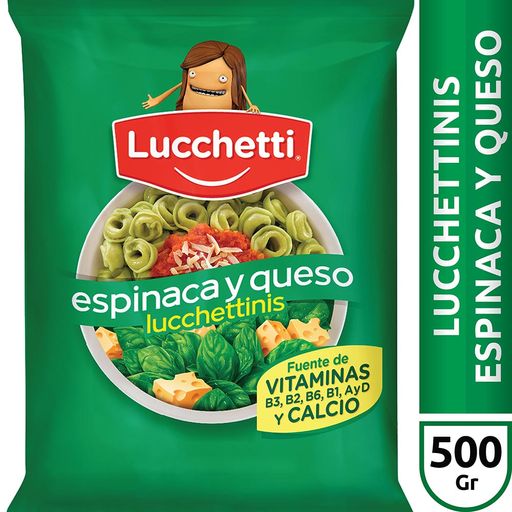 Lucchetti®
espinaca y queso
lucchettinis
Fuente de
VITAMINAS
B3, B2, B6, B1, A y D
Y CALCIO
LUCCHETTINIS
ESPINACA Y QUESO
500
Gr